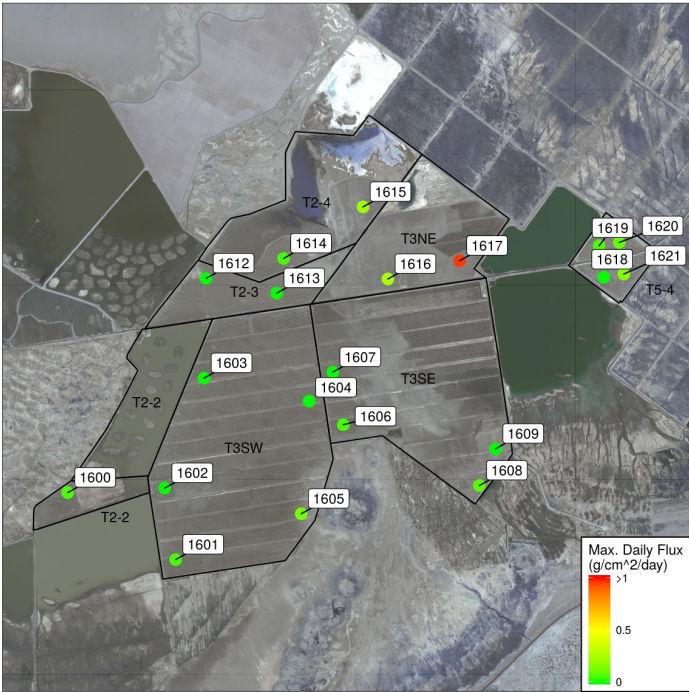 1615
T2-4
1619
1620
T3NE
1617
1614
1618
1621
1612
1616
1613
T2-3
T5-4
1607
1603
T3SE
1604
T2-2
1606
1609
T3SW
1600
1602
1608
1605
T2-2
1601
Max. Daily Flux
(g/cm^2/day)
>1
0.5
0